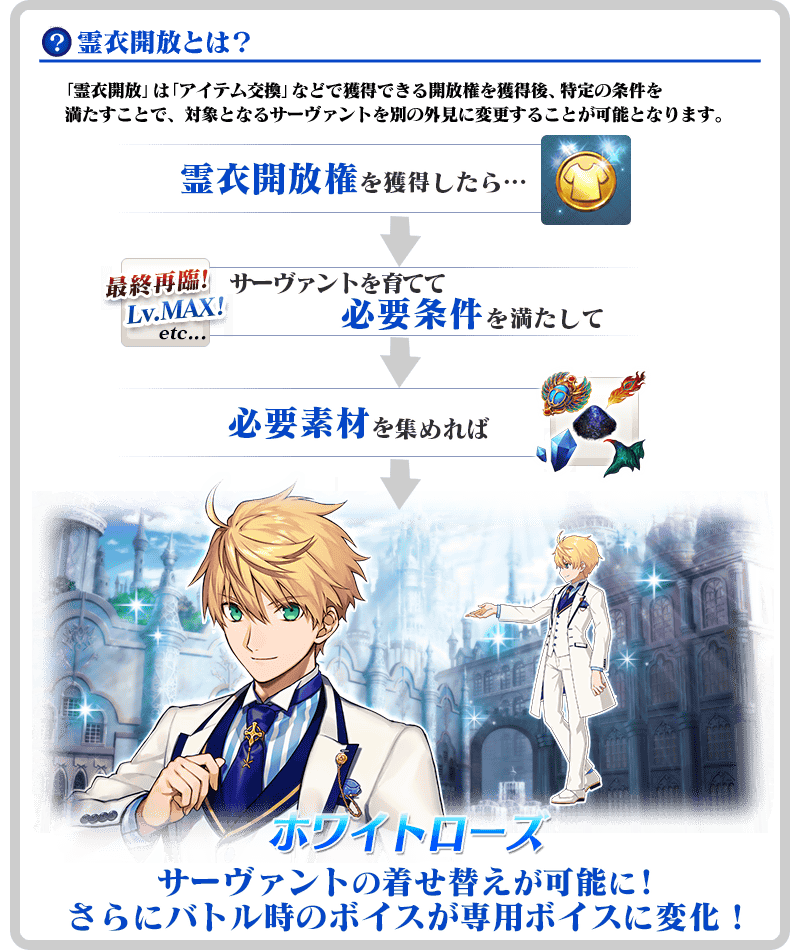 ? 霊衣開放とは？
「霊衣開放」は「アイテム交換」などで獲得できる開放権を獲得後、特定の条件を
満たすことで、対象となるサーヴァントを別の外見に変更することが可能となります。
霊衣開放権を獲得したら…
最終再臨!
Lv.MAX!
etc...
サーヴァントを育てて
必要条件を満たして
必要素材を集めれば
ホワイトローズ
サーヴァントの着せ替えが可能に!
さらにバトル時のボイスが専用ボイスに変化！